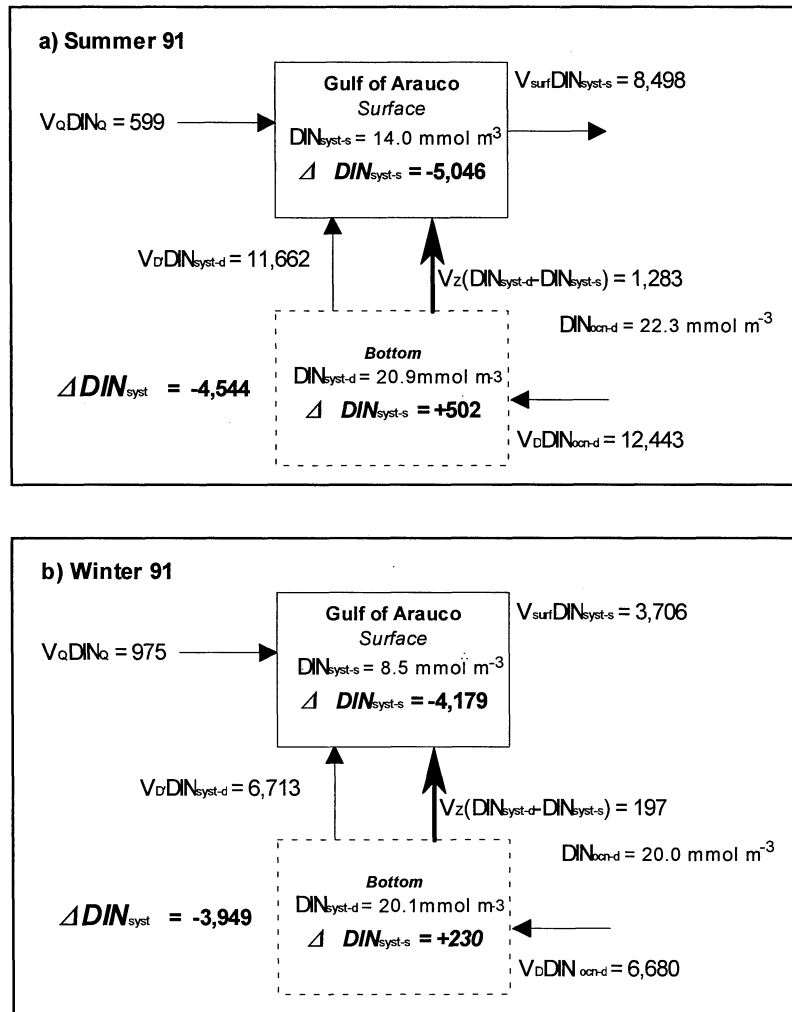 a) Summer 91
Gulf of Arauco
Surface
DINsyst-s = 14.0 mmol m3
Δ DINsyst-s = -5,046
VsurfDINsyst-s = 8,498
VQDINQ = 599
VD'DINsyst-d = 11,662
Vz(DINsyst-d-DINsyst-s) = 1,283
DINocn-d = 22.3 mmol m-3
Bottom
DINsyst-d = 20.9mmol m-3
Δ DINsyst-s = +502
ΔDINsyst = -4,544
VDDINocn-d = 12,443
b) Winter 91
Gulf of Arauco
Surface
DINsyst-s = 8.5 mmol m-3
Δ DINsyst-s = -4,179
VsurfDINsyst-s = 3,706
VQDINQ = 975
VD'DINsyst-d = 6,713
Vz(DINsyst-d-DINsyst-s) = 197
DINocn-d = 20.0 mmol m-3
Bottom
DINsyst-d = 20.1mmol m-3
Δ DINsyst-s = +230
ΔDINsyst = -3,949
VDDIN ocn-d = 6,680